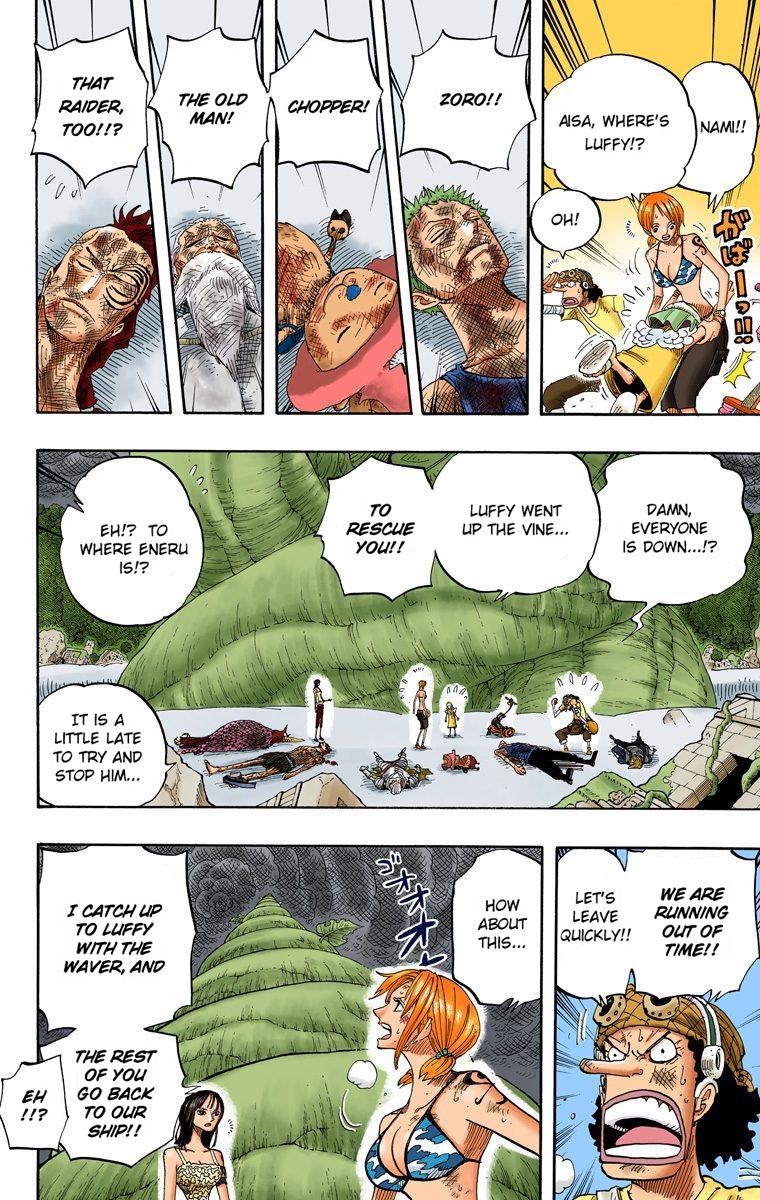 NAMI!!
AISA, WHERE'S
LUFFY!?
OH!
がばーっ!!
ZORO!!
CHOPPER!
THE OLD
MAN!
THAT
RAIDER,
TOO!!?
DAMN,
EVERYONE
IS DOWN...!?
LUFFY WENT
UP THE VINE...
TO
RESCUE
YOU!!
EH!? TO
WHERE ENERU
IS!?
IT IS A
LITTLE LATE
TO TRY AND
STOP HIM...
WE ARE
RUNNING
OUT OF
TIME!!
LET'S
LEAVE
QUICKLY!!
HOW
ABOUT
THIS...
ゴオオオ
I CATCH UP
TO LUFFY
WITH THE
WAVER, AND
THE REST
OF YOU
GO BACK
TO OUR
SHIP!!
EH
!!?